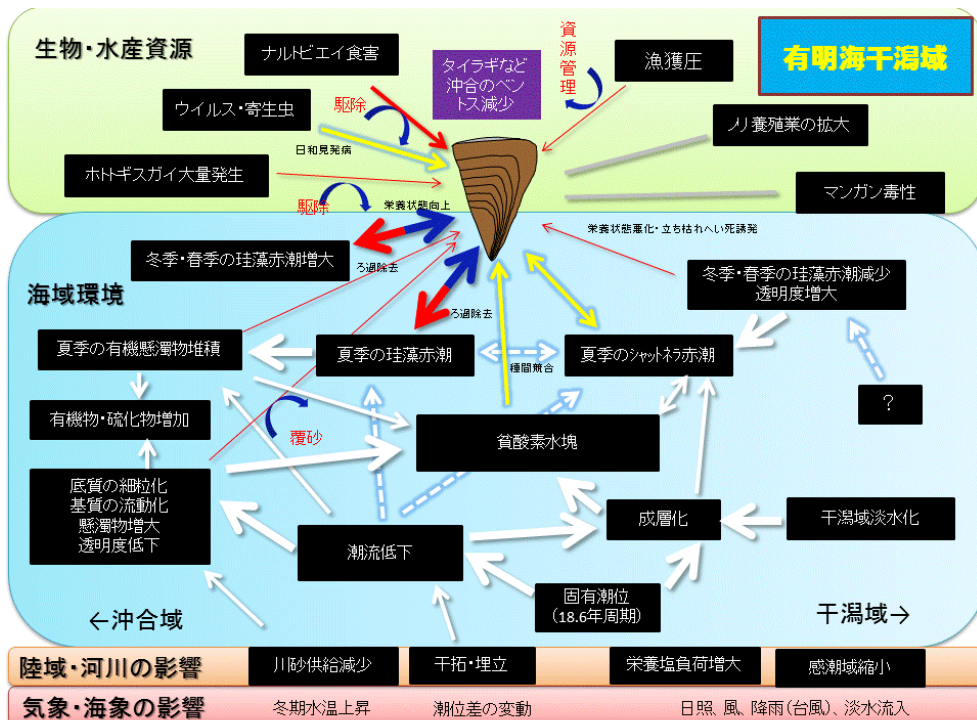 生物・水産資源
ナルトビエイ食害
タイラギなど
沖合のベン
トス減少
資源管理
漁獲圧
有明海干潟域
ウイルス・寄生虫
駆除
日和見発病
ノリ養殖業の拡大
ホトトギスガイ大量発生
マンガン毒性
駆除
栄養状態向上
栄養状態悪化・立ち枯れへい死誘発
冬季・春季の珪藻赤潮増大
ろ過除去
冬季・春季の珪藻赤潮減少
透明度増大
海域環境
ろ過除去
夏季の有機懸濁物堆積
夏季の珪藻赤潮
種間競合
夏季のシャットネラ赤潮
有機物・硫化物増加
?
覆砂
貧酸素水塊
底質の細粒化
基質の流動化
懸濁物増大
透明度低下
潮流低下
成層化
干潟域淡水化
固有潮位
(18.6年周期)
←沖合域
干潟域→
陸域・河川の影響
川砂供給減少
干拓・埋立
栄養塩負荷増大
感潮域縮小
気象・海象の影響
冬期水温上昇
潮位差の変動
日照、風、降雨(台風)、淡水流入